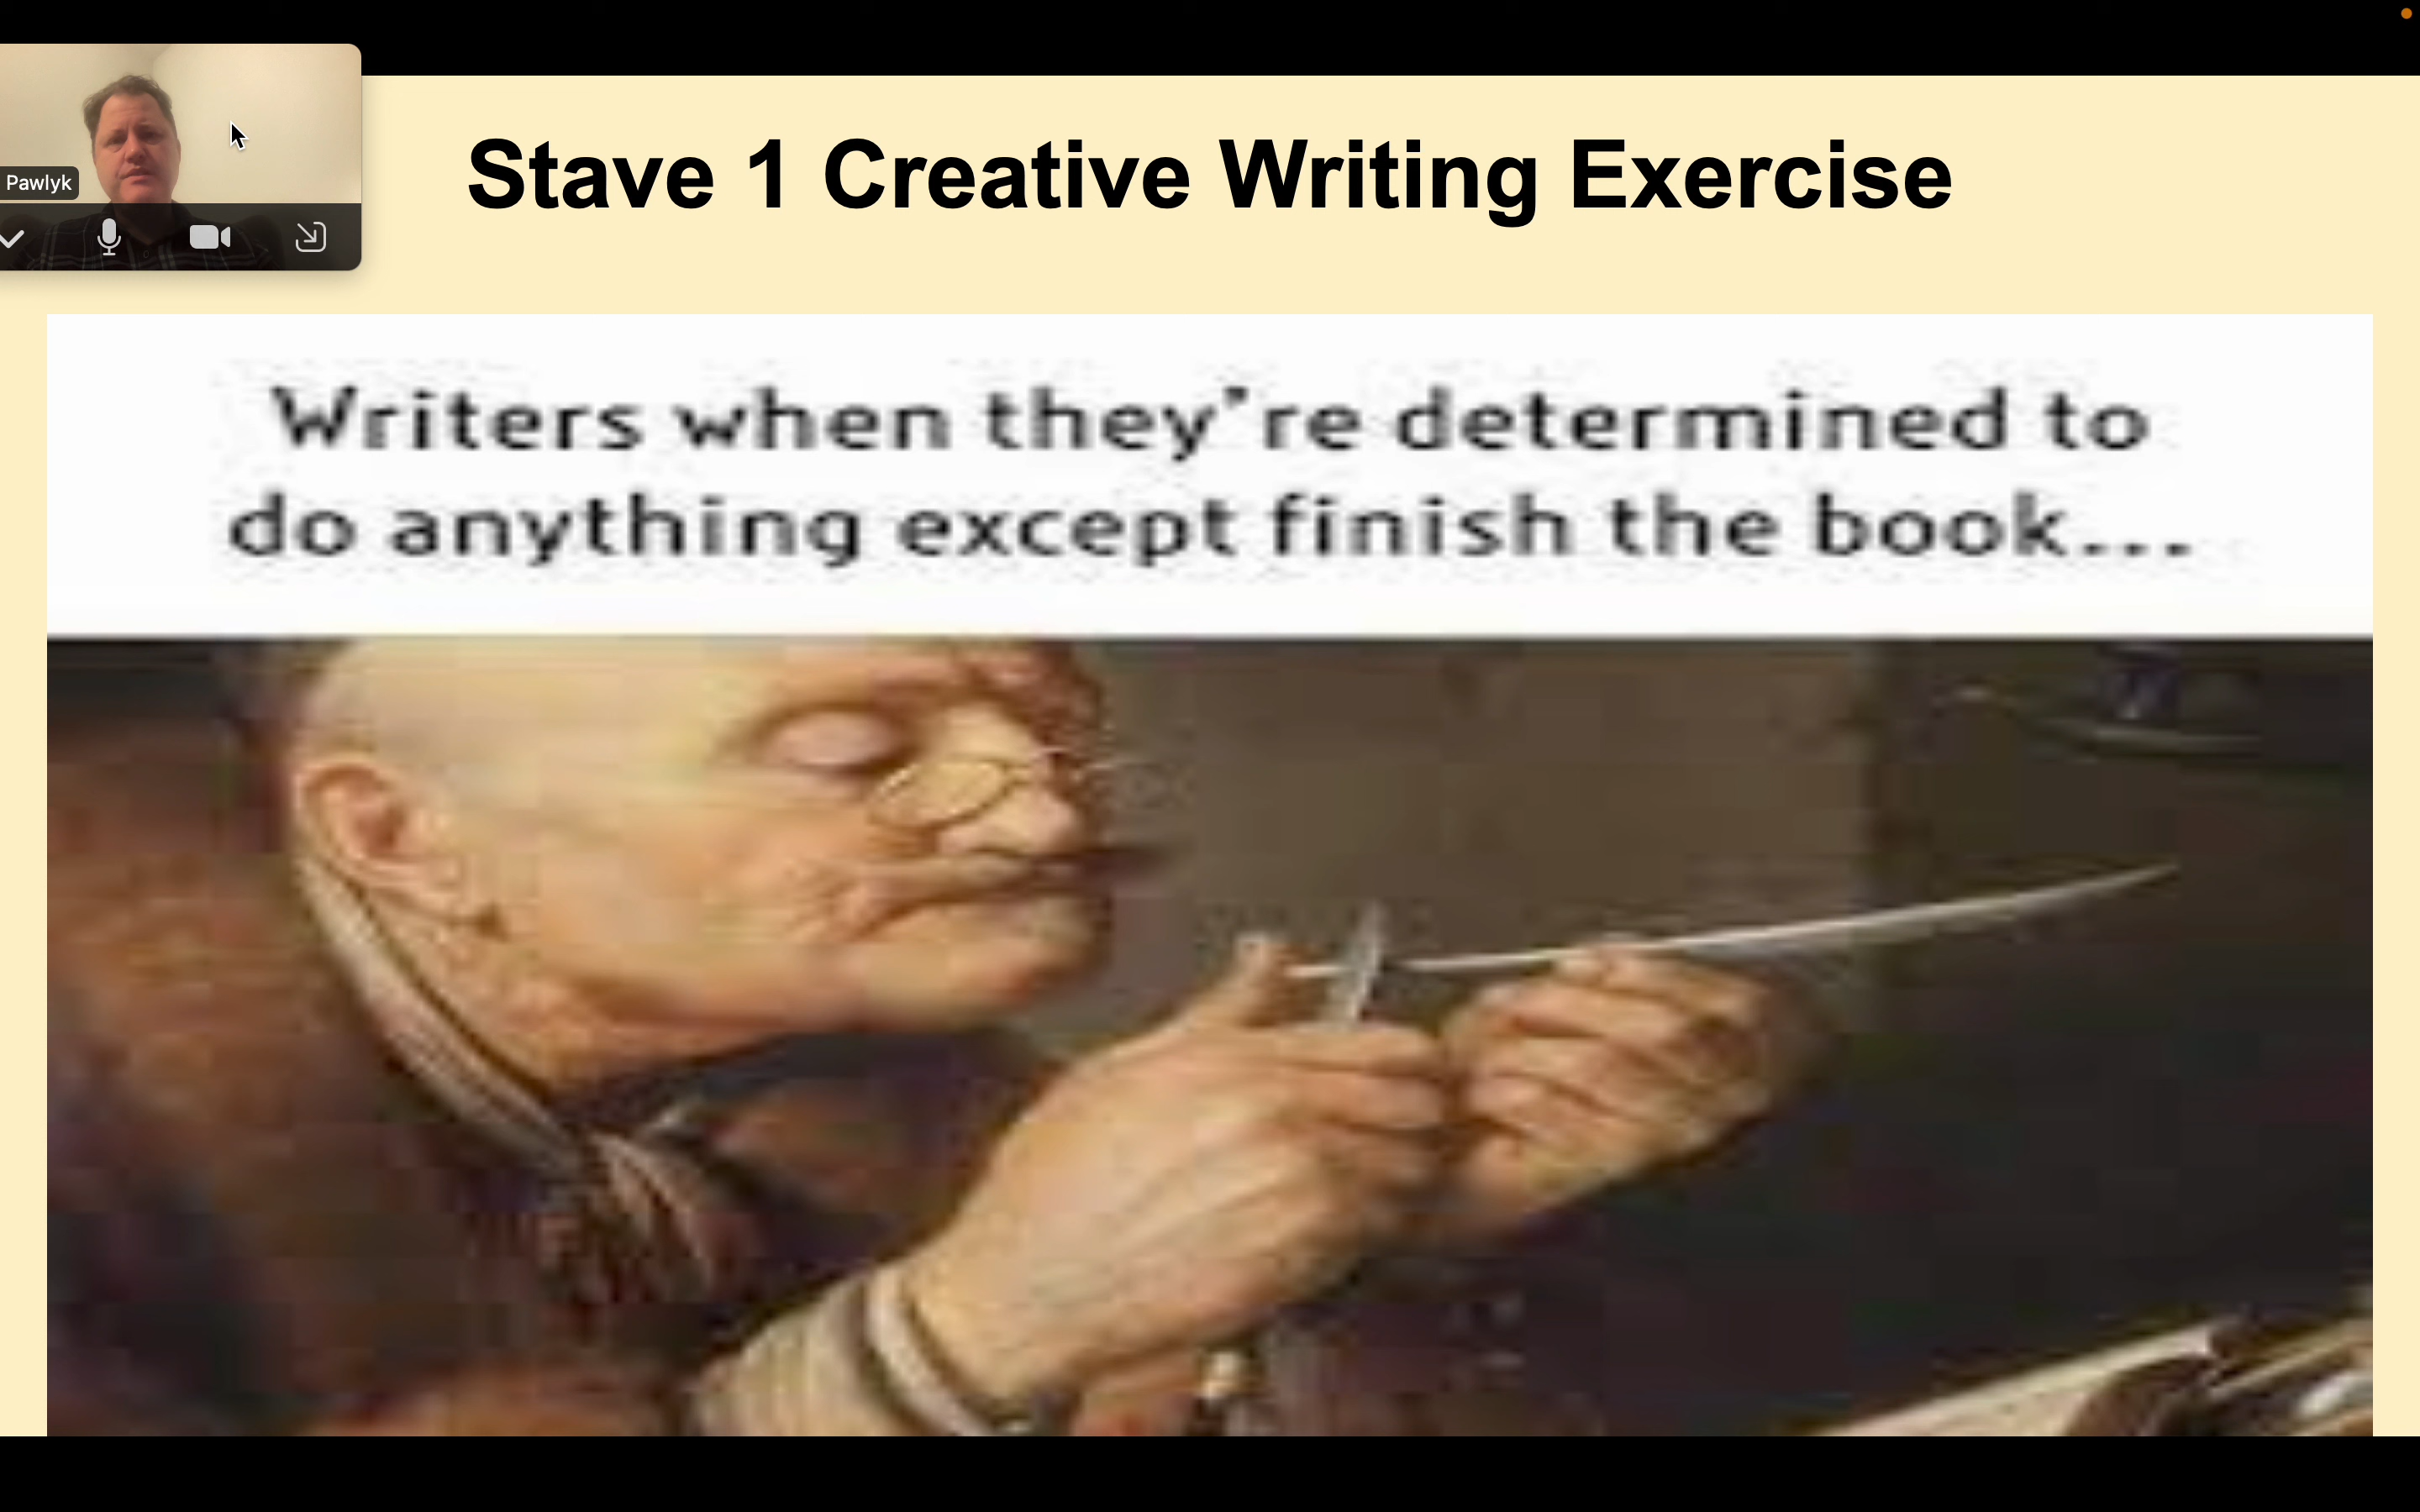 Pawlyk
Stave 1 Creative Writing Exercise
Writers when they're determined to
do anything except finish the book...